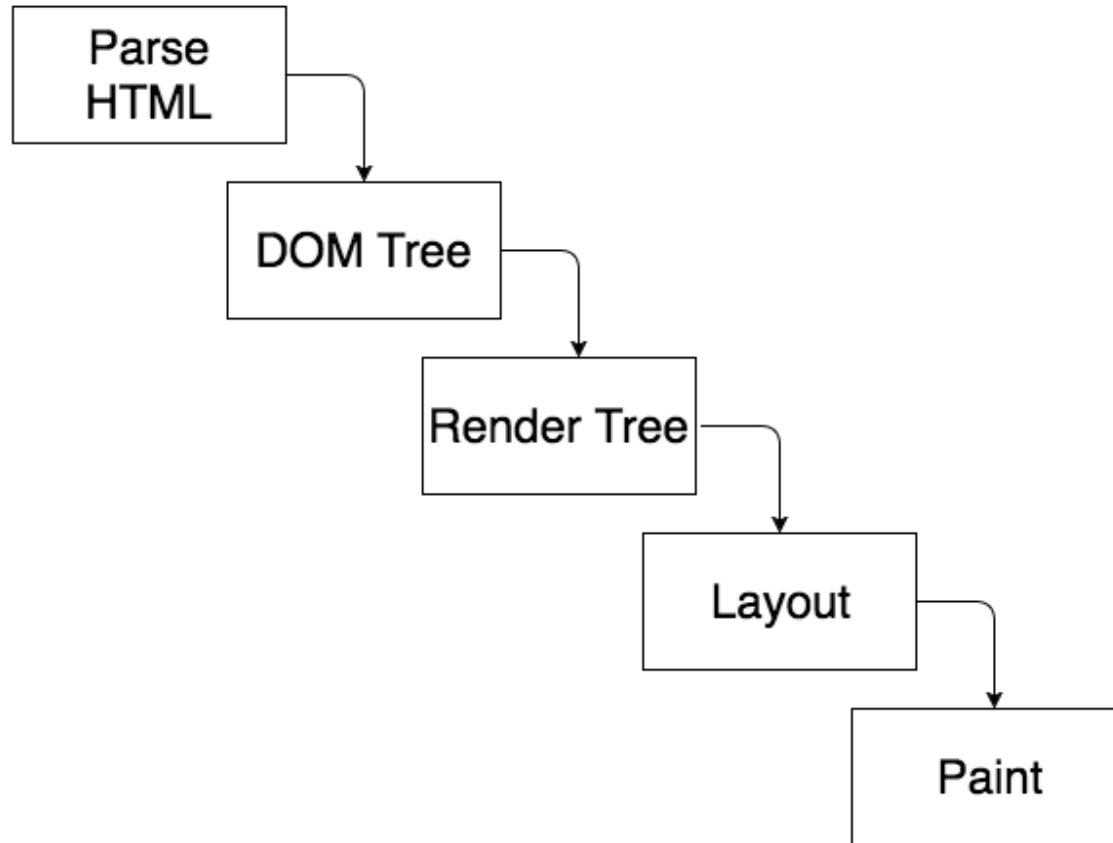 Parse
HTML
DOM Tree
Render Tree
Layout
Paint